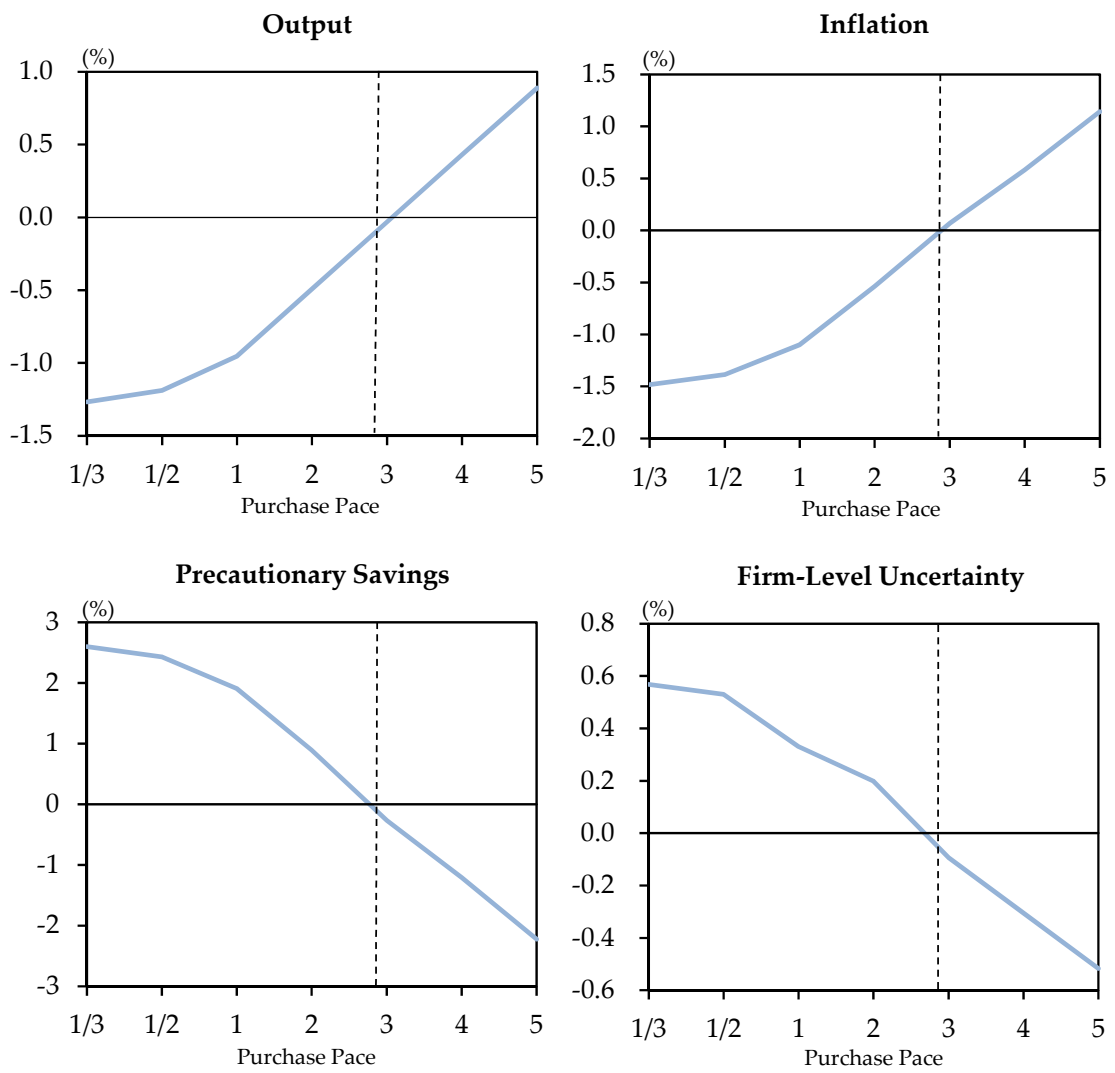 Output
(%)
1.0
0.5
0.0
-0.5
-1.0
-1.5
1/3 1/2 1 2 3 4 5
Purchase Pace
Inflation
(%)
1.5
1.0
0.5
0.0
-0.5
-1.0
-1.5
-2.0
1/3 1/2 1 2 3 4 5
Purchase Pace
Precautionary Savings
(%)
3
2
1
0
-1
-2
-3
1/3 1/2 1 2 3 4 5
Purchase Pace
Firm-Level Uncertainty
(%)
0.8
0.6
0.4
0.2
0.0
-0.2
-0.4
-0.6
1/3 1/2 1 2 3 4 5
Purchase Pace